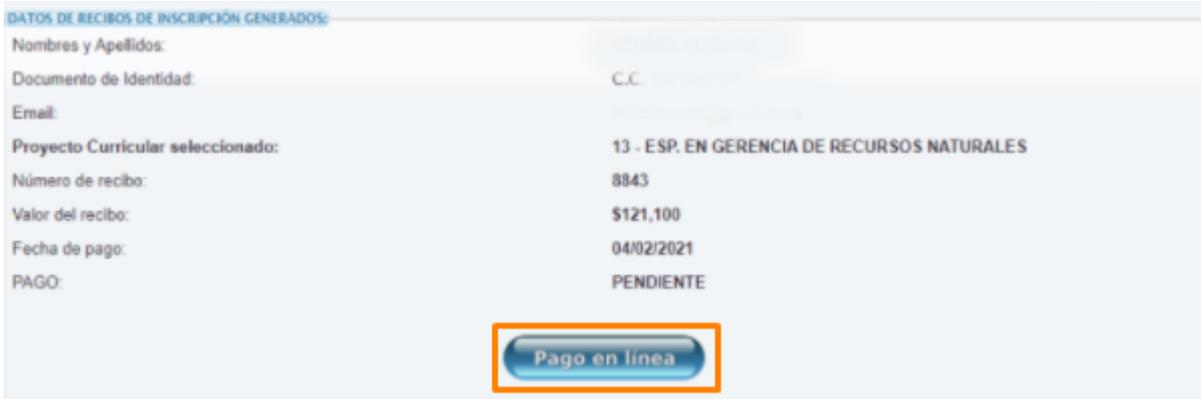 DATOS DE RECIBOS DE INSCRIPCIÓN GENERADOS:
Nombres y Apellidos:
Documento de Identidad: C.C.
Email:
Proyecto Curricular seleccionado: 13 - ESP. EN GERENCIA DE RECURSOS NATURALES
Número de recibo: 8843
Valor del recibo: $121,100
Fecha de pago: 04/02/2021
PAGO: PENDIENTE
Pago en línea